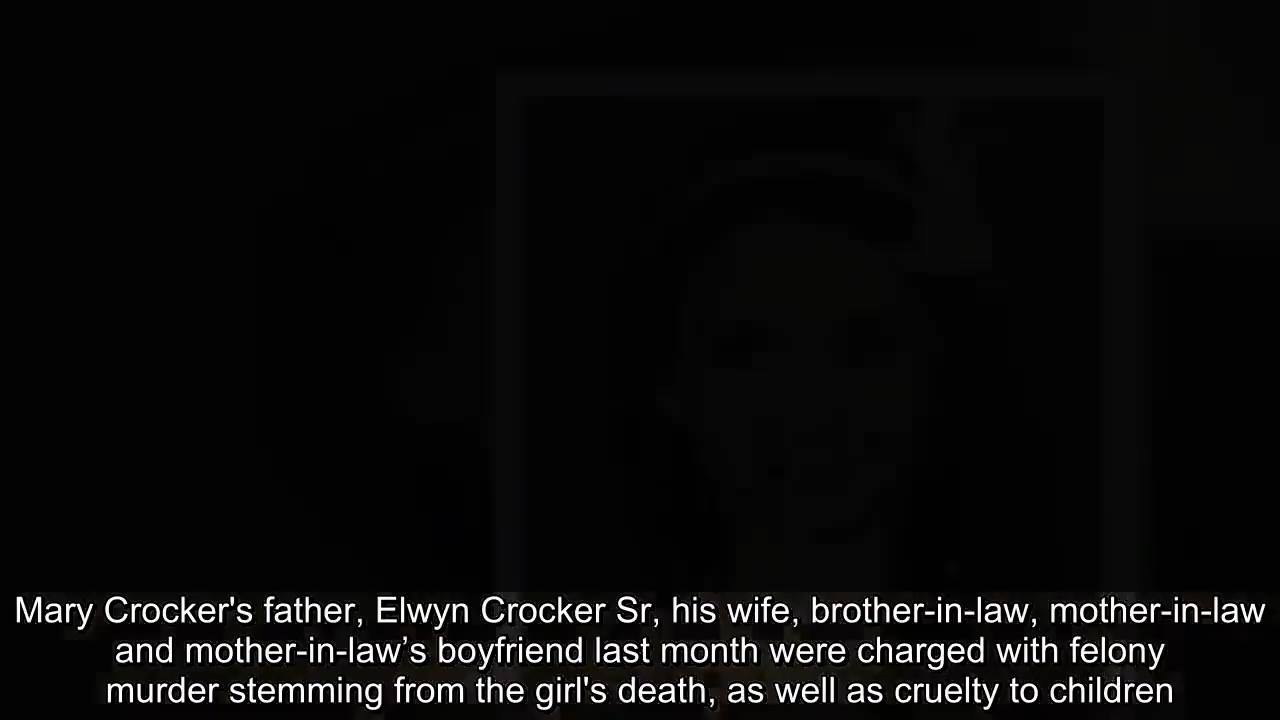 Mary Crocker's father, Elwyn Crocker Sr, his wife, brother-in-law, mother-in-law
and mother-in-law’s boyfriend last month were charged with felony
murder stemming from the girl's death, as well as cruelty to children